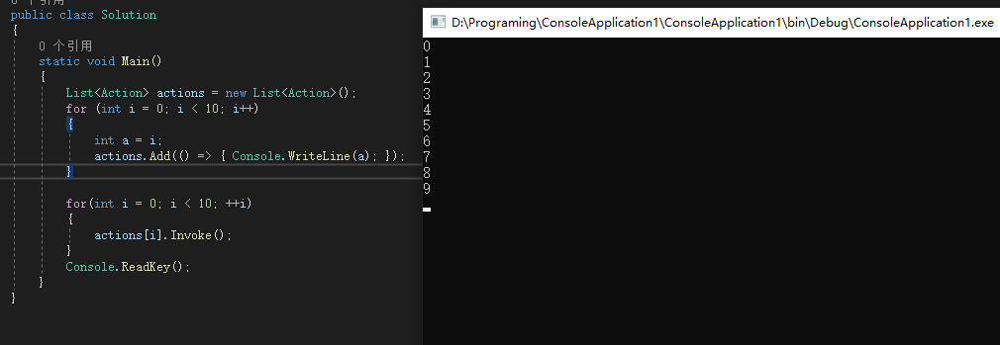 0 个引用
public class Solution
{
0 个引用
static void Main()
{
List<Action> actions = new List<Action>();
for (int i = 0; i < 10; i++)
{
int a = i;
actions.Add(() => { Console.WriteLine(a); });
}
for(int i = 0; i < 10; ++i)
{
actions[i].Invoke();
}
Console.ReadKey();
}
}
D:\Programing\ConsoleApplication1\ConsoleApplication1\bin\Debug\ConsoleApplication1.exe
0
1
2
3
4
5
6
7
8
9